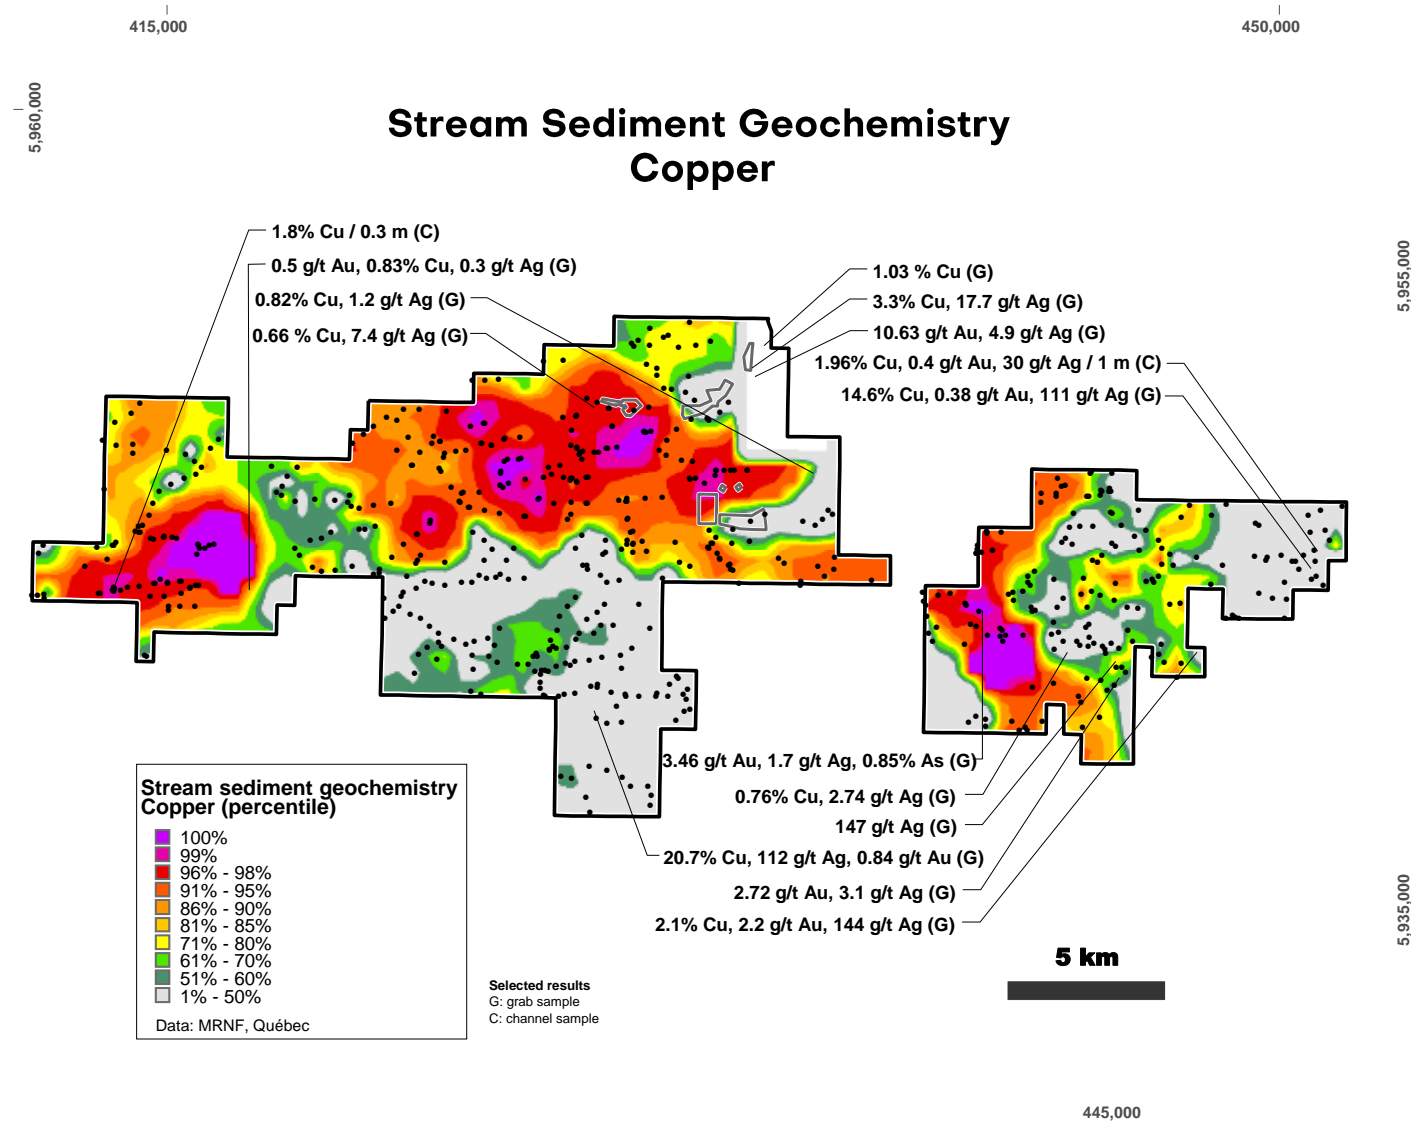 415,000
450,000
5,960,000
Stream Sediment Geochemistry
Copper
1.8% Cu / 0.3 m (C)
0.5 g/t Au, 0.83% Cu, 0.3 g/t Ag (G)
0.82% Cu, 1.2 g/t Ag (G)
0.66 % Cu, 7.4 g/t Ag (G)
1.03 % Cu (G)
3.3% Cu, 17.7 g/t Ag (G)
10.63 g/t Au, 4.9 g/t Ag (G)
1.96% Cu, 0.4 g/t Au, 30 g/t Ag / 1 m (C)
14.6% Cu, 0.38 g/t Au, 111 g/t Ag (G)
5,955,000
3.46 g/t Au, 1.7 g/t Ag, 0.85% As (G)
0.76% Cu, 2.74 g/t Ag (G)
147 g/t Ag (G)
20.7% Cu, 112 g/t Ag, 0.84 g/t Au (G)
2.72 g/t Au, 3.1 g/t Ag (G)
2.1% Cu, 2.2 g/t Au, 144 g/t Ag (G)
5,935,000
Stream sediment geochemistry
Copper (percentile)
100%
99%
96% - 98%
91% - 95%
86% - 90%
81% - 85%
71% - 80%
61% - 70%
51% - 60%
1% - 50%
Data: MRNF, Québec
Selected results
G: grab sample
C: channel sample
5 km
445,000